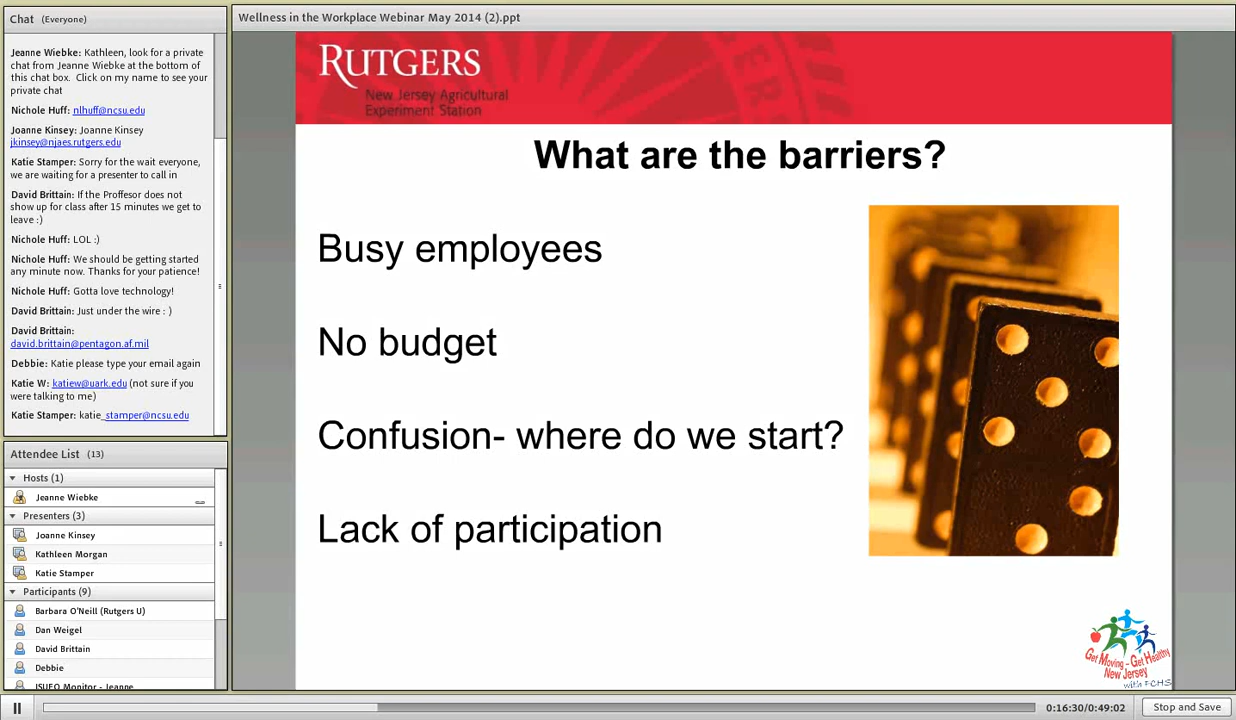 Chat (Everyone)
Jeanne Wiebke: Kathleen, look for a private
chat from Jeanne Wiebke at the bottom of
this chat box. Click on my name to see your
private chat
Nichole Huff: nlhuff@ncsu.edu
Joanne Kinsey: Joanne Kinsey
jkinsey@njaes.rutgers.edu
Katie Stamper: Sorry for the wait everyone,
we are waiting for a presenter to call in
David Brittain: If the Proffesor does not
show up for class after 15 minutes we get to
leave :)
Nichole Huff: LOL :)
Nichole Huff: We should be getting started
any minute now. Thanks for your patience!
Nichole Huff: Gotta love technology!
David Brittain: Just under the wire : )
David Brittain:
david.brittain@pentagon.af.mil
Debbie: Katie please type your email again
Katie W: katiew@uark.edu (not sure if you
were talking to me)
Katie Stamper: katie_stamper@ncsu.edu
Attendee List (13)
Hosts (1)
Jeanne Wiebke
Presenters (3)
Joanne Kinsey
Kathleen Morgan
Katie Stamper
Participants (9)
Barbara O'Neill (Rutgers U)
Dan Weigel
David Brittain
Debbie
ISUEO Monitor - Jeanne
Wellness in the Workplace Webinar May 2014 (2).ppt
RUTGERS
New Jersey Agricultural
Experiment Station
What are the barriers?
Busy employees
No budget
Confusion- where do we start?
Lack of participation
Get Moving - Get Healthy
New Jersey
with FCHS
0:16:30/0:49:02
Stop and Save